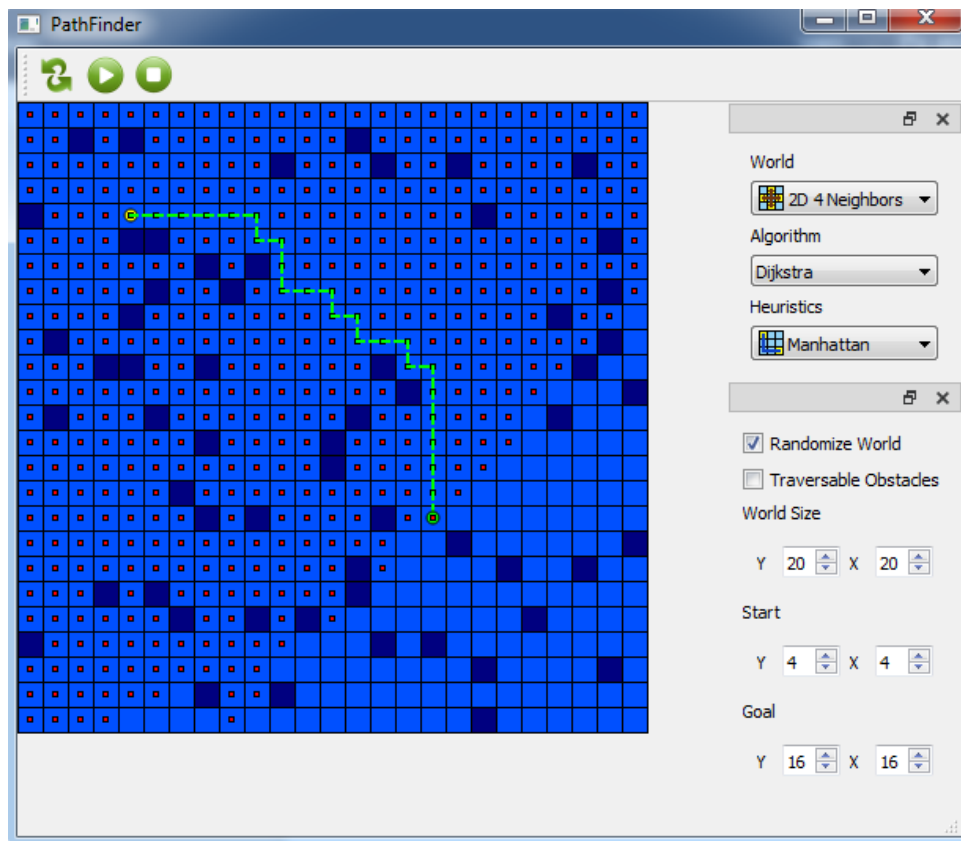 PathFinder
World
2D 4 Neighbors
Algorithm
Dijkstra
Heuristics
Manhattan
Randomize World
Traversable Obstacles
World Size
Y 20 X 20
Start
Y 4 X 4
Goal
Y 16 X 16